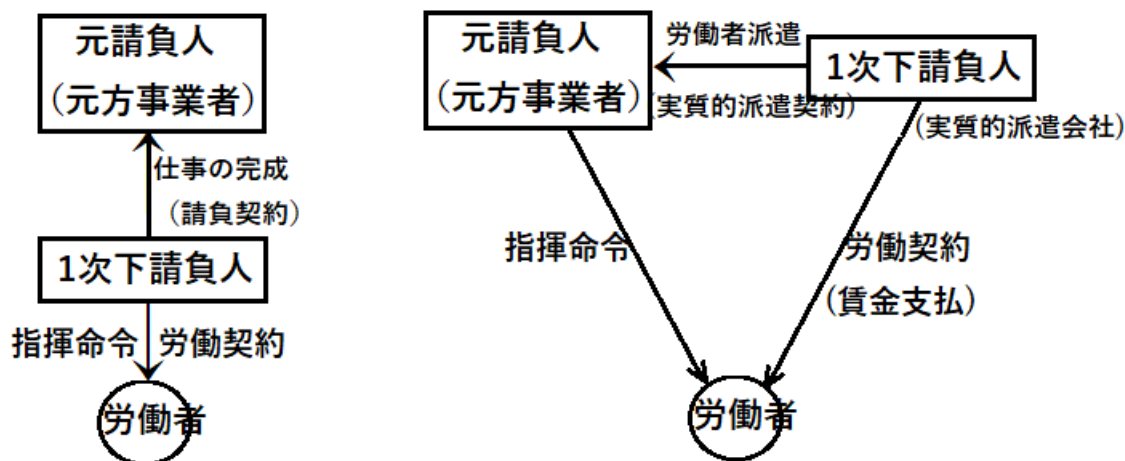 元請負人
（元方事業者）
仕事の完成
（請負契約）
1次下請負人
指揮命令
労働契約
労働者
元請負人
（元方事業者）
労働者派遣
(実質的派遣契約)
1次下請負人
(実質的派遣会社)
指揮命令
労働契約
(賃金支払)
労働者